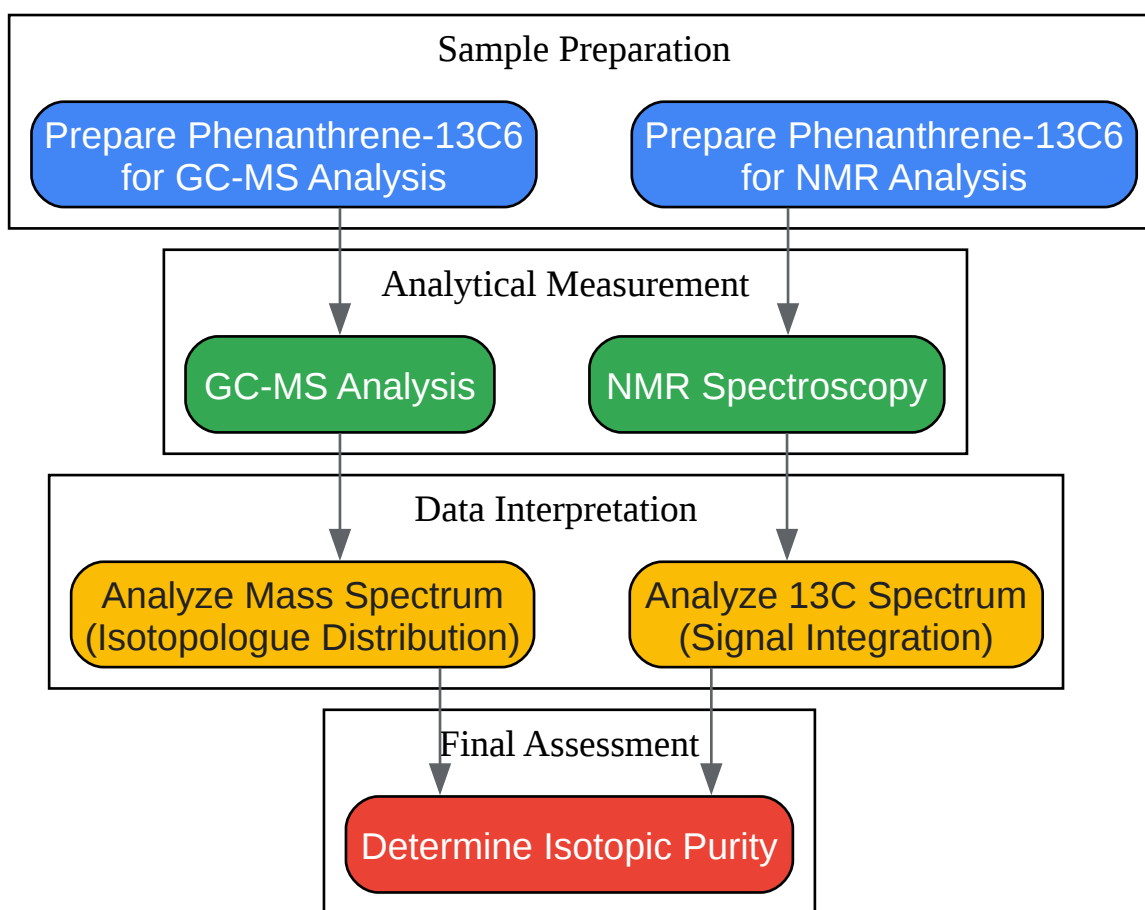 Sample Preparation
Prepare Phenanthrene-13C6
for GC-MS Analysis
Prepare Phenanthrene-13C6
for NMR Analysis
Analytical Measurement
GC-MS Analysis
NMR Spectroscopy
Data Interpretation
Analyze Mass Spectrum
(Isotopologue Distribution)
Analyze 13C Spectrum
(Signal Integration)
Final Assessment
Determine Isotopic Purity